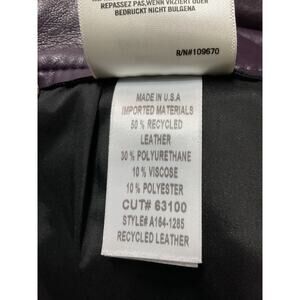 REPASSEZ PAS, WENN VRZIERT ODER
BEDRUCKT NICHT BULGENA
R/N#109670
MADE IN U.S.A
IMPORTED MATERIALS
50 % RECYCLED
LEATHER
30 % POLYURETHANE
10 % VISCOSE
10 % POLYESTER
CUT# 63100
STYLE# A164-1285
RECYCLED LEATHER